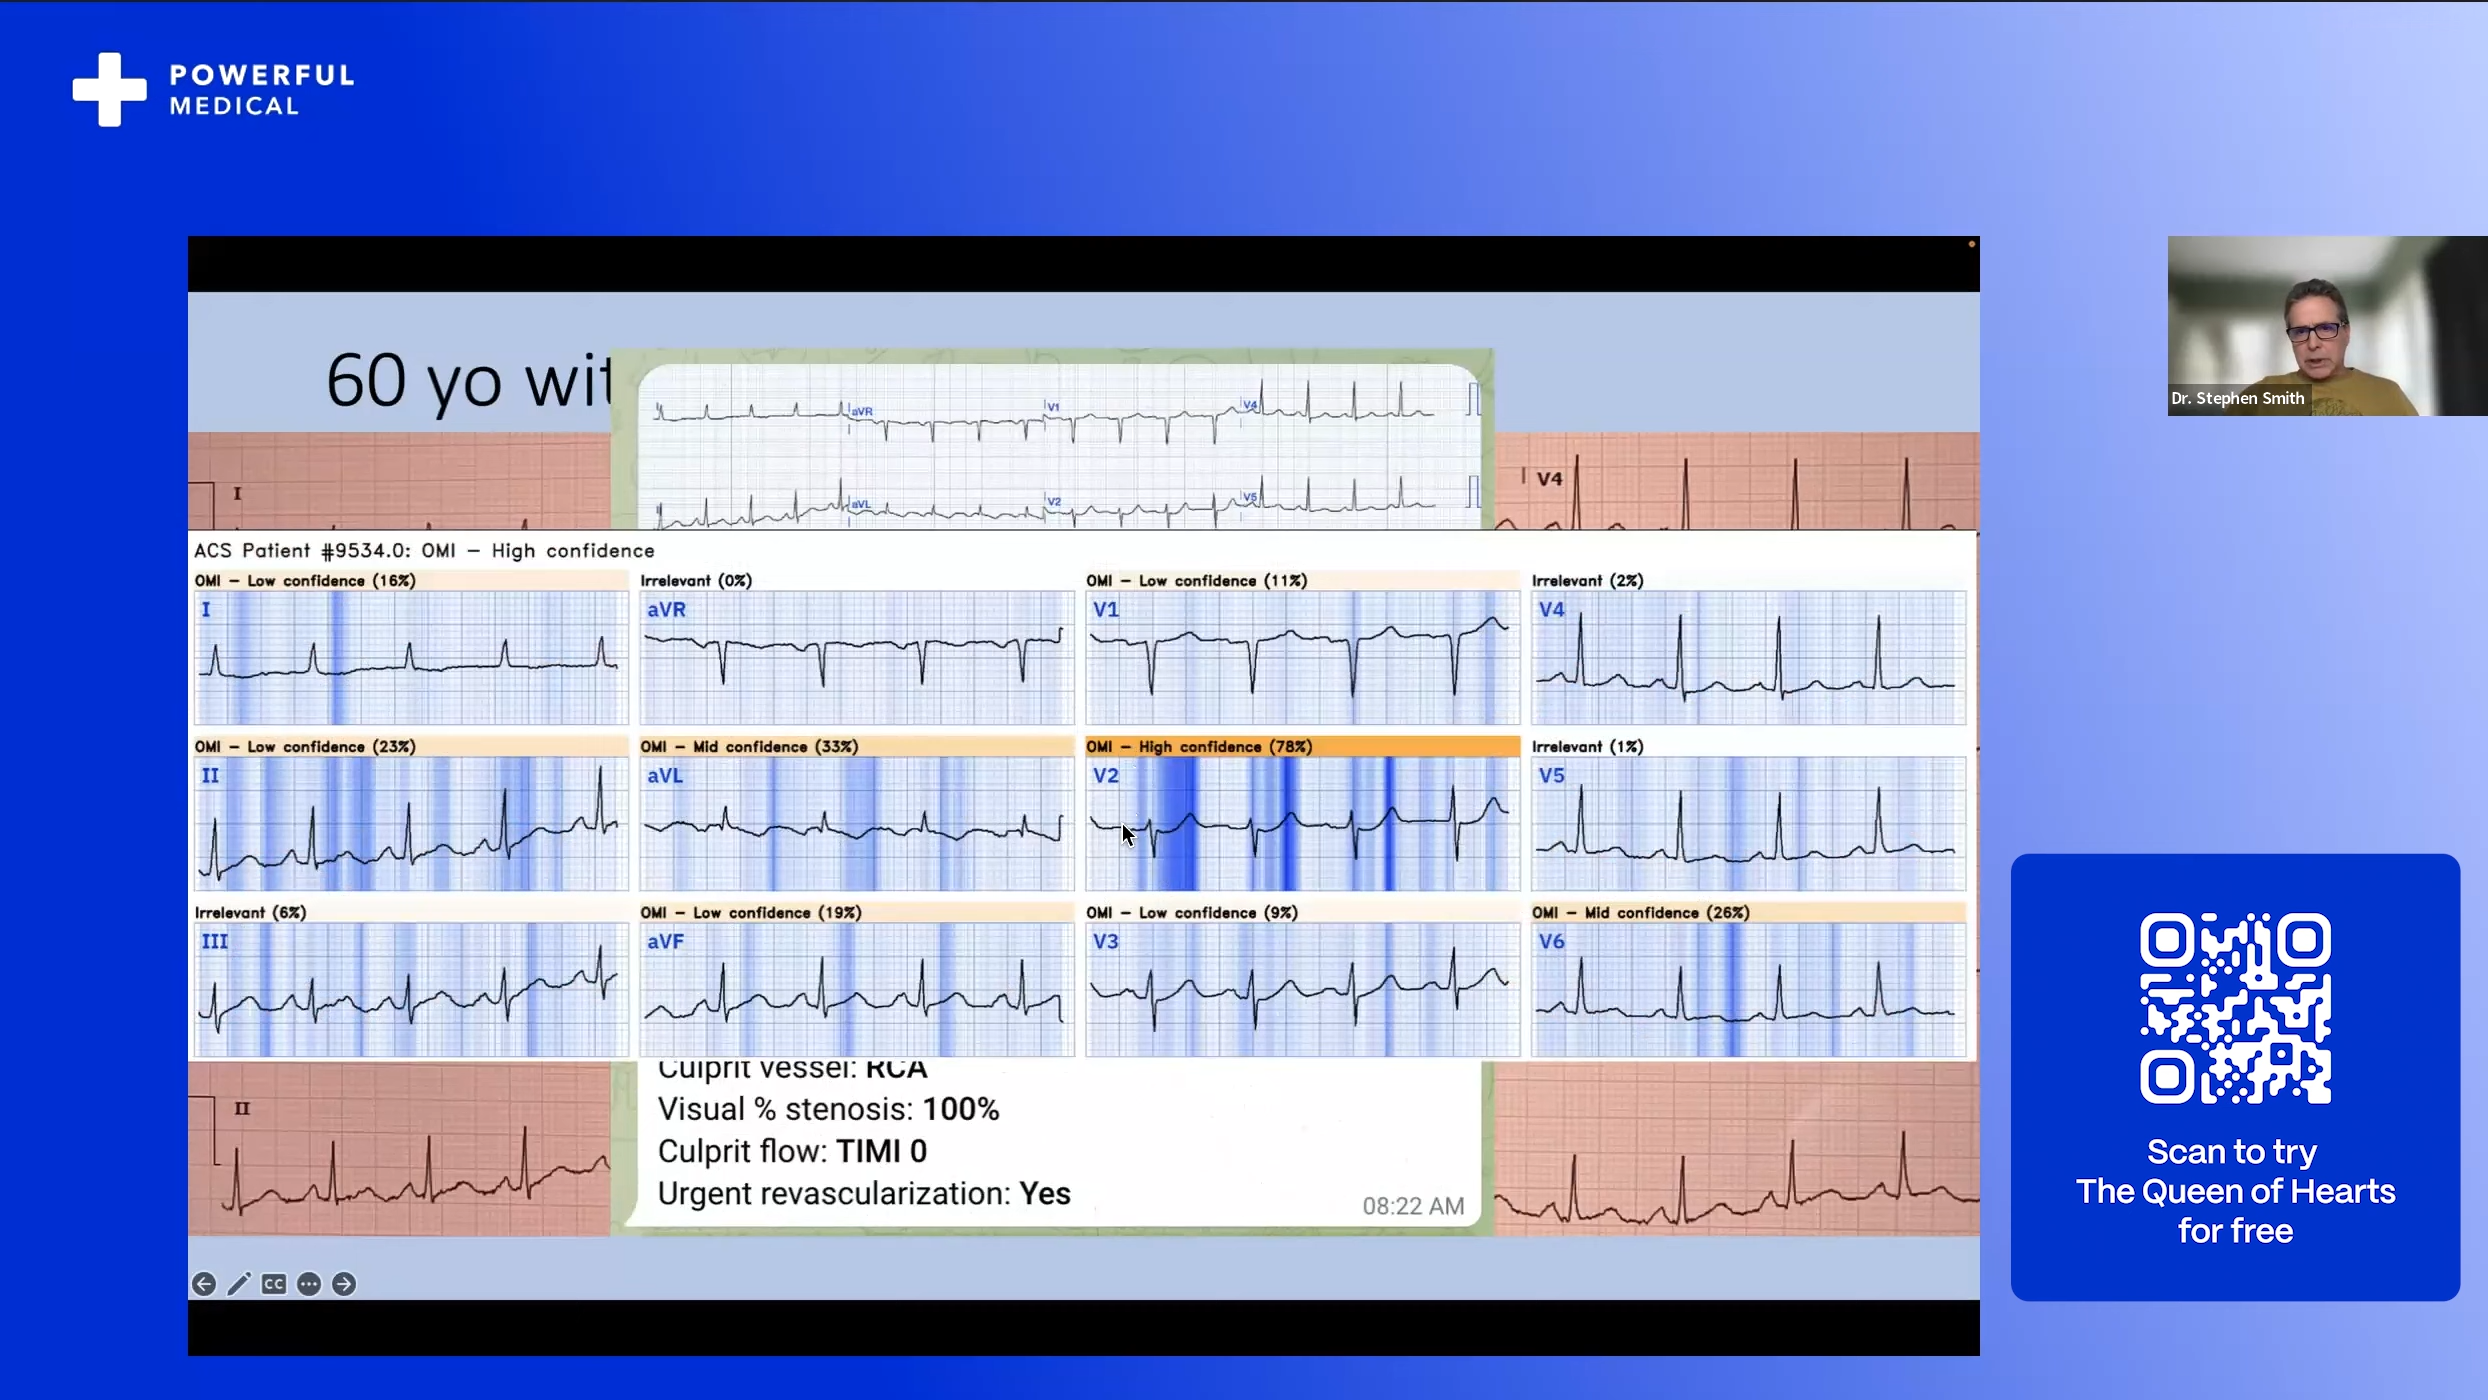 POWERFUL
MEDICAL
60 yo wit
I
aVR
V1
V4
aVL
V2
V5
V4
Dr. Stephen Smith
ACS Patient #9534.0: OMI – High confidence
OMI – Low confidence (16%)
I
Irrelevant (0%)
aVR
OMI – Low confidence (11%)
V1
Irrelevant (2%)
V4
OMI – Low confidence (23%)
II
OMI – Mid confidence (33%)
aVL
OMI – High confidence (78%)
V2
Irrelevant (1%)
V5
Irrelevant (6%)
III
OMI – Low confidence (19%)
aVF
OMI – Low confidence (9%)
V3
OMI – Mid confidence (26%)
V6
II
Culprit vessel: RCA
Visual % stenosis: 100%
Culprit flow: TIMI 0
Urgent revascularization: Yes
08:22 AM
CC
Scan to try
The Queen of Hearts
for free